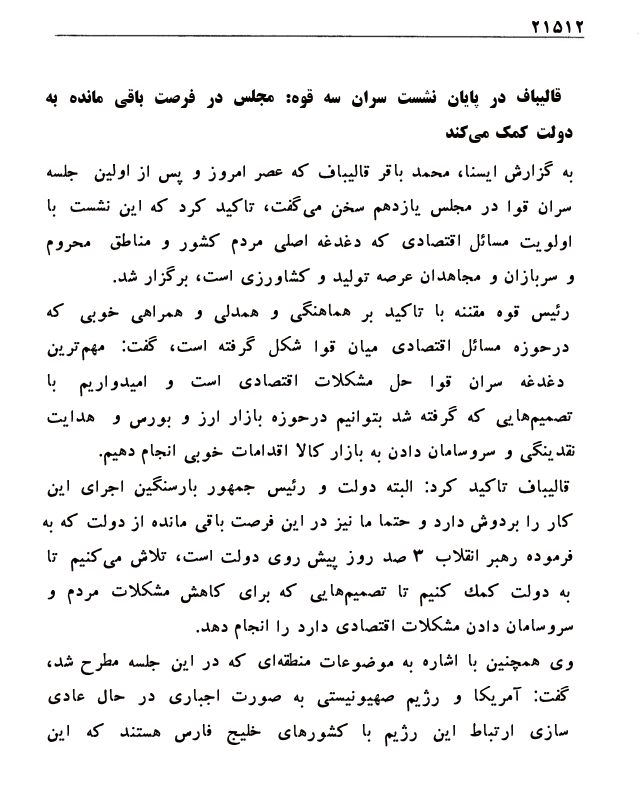 ۲۱۵۱۲
قالیباف در پایان نشست سران سه قوه: مجلس در فرصت باقی مانده به
دولت کمک می‌کند
به گزارش ایسنا، محمد باقر قالیباف که عصر امروز و پس از اولین جلسه
سران قوا در مجلس یازدهم سخن می‌گفت، تاکید کرد که این نشست با
اولویت مسائل اقتصادی که دغدغه اصلی مردم کشور و مناطق محروم
و سربازان و مجاهدان عرصه تولید و کشاورزی است، برگزار شد.
رئیس قوه مقننه با تاکید بر هماهنگی و همدلی و همراهی خوبی که
درحوزه مسائل اقتصادی میان قوا شکل گرفته است، گفت: مهم‌ترین
دغدغه سران قوا حل مشکلات اقتصادی است و امیدواریم با
تصمیم‌هایی که گرفته شد بتوانیم درحوزه بازار ارز و بورس و هدایت
نقدینگی و سروسامان دادن به بازار کالا اقدامات خوبی انجام دهیم.
قالیباف تاکید کرد: البته دولت و رئیس جمهور بارسنگین اجرای این
کار را بردوش دارد و حتما ما نیز در این فرصت باقی مانده از دولت که به
فرموده رهبر انقلاب ۳ صد روز پیش روی دولت است، تلاش می‌کنیم تا
به دولت کمك کنیم تا تصمیم‌هایی که برای کاهش مشکلات مردم و
سروسامان دادن مشکلات اقتصادی دارد را انجام دهد.
وی همچنین با اشاره به موضوعات منطقه‌ای که در این جلسه مطرح شد،
گفت: آمریکا و رژیم صهیونیستی به صورت اجباری در حال عادی
سازی ارتباط این رژیم با کشورهای خلیج فارس هستند که این